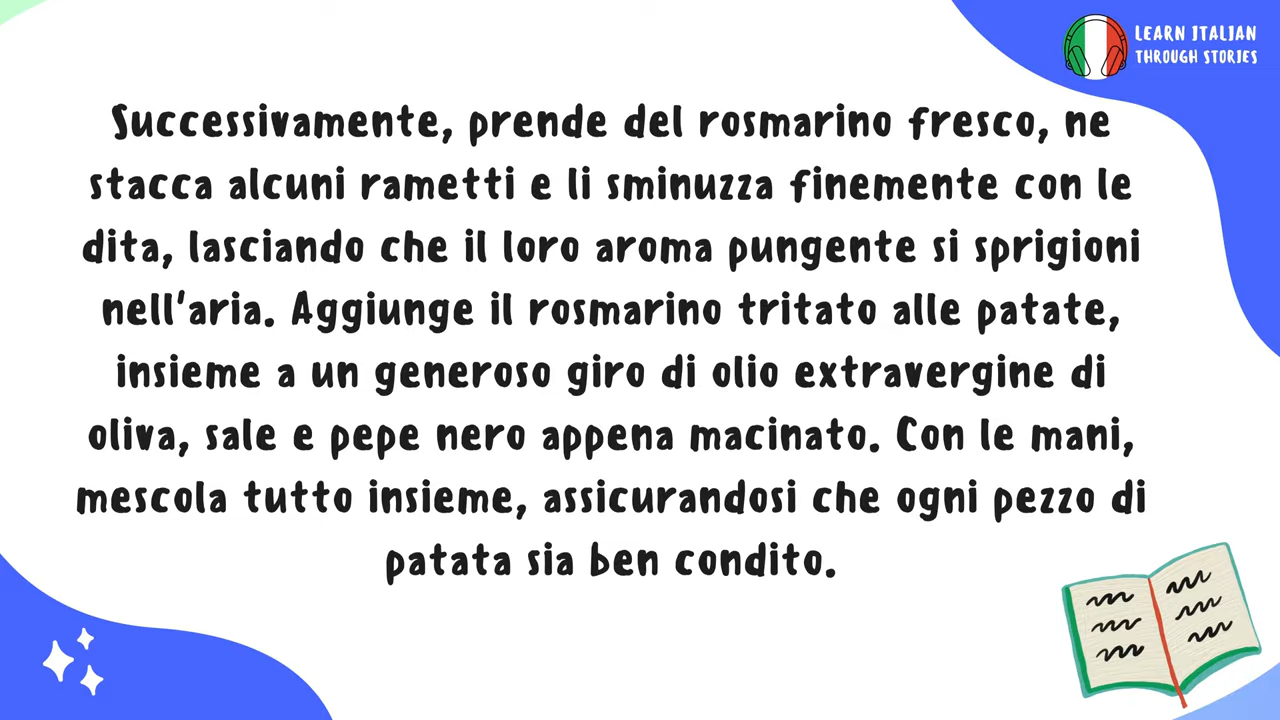 LEARN ITALIAN
THROUGH STORIES
Successivamente, prende del rosmarino fresco, ne
stacca alcuni rametti e li sminuzza finemente con le
dita, lasciando che il loro aroma pungente si sprigioni
nell'aria. Aggiunge il rosmarino tritato alle patate,
insieme a un generoso giro di olio extravergine di
oliva, sale e pepe nero appena macinato. Con le mani,
mescola tutto insieme, assicurandosi che ogni pezzo di
patata sia ben condito.